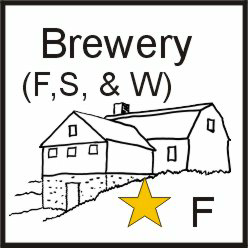 Brewery
(F,S, & W)
F